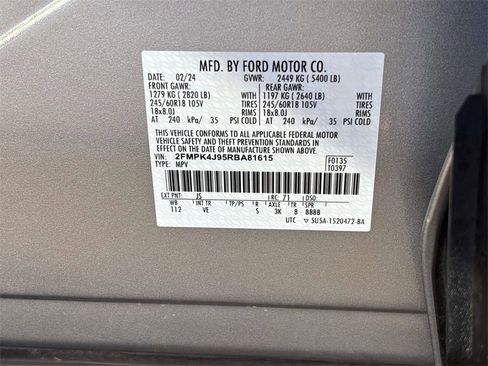 MFD. BY FORD MOTOR CO.
DATE: 02/24 GVWR: 2449 KG ( 5400 LB)
FRONT GAWR: REAR GAWR:
1279 KG ( 2820 LB) WITH 1197 KG ( 2640 LB) WITH
245/60R18 105V TIRES 245/60R18 105V TIRES
18x8.0J RIMS 18x8.0J RIMS
AT 240 kPa/ 35 PSI COLD AT 240 kPa/ 35 PSI COLD
THIS VEHICLE CONFORMS TO ALL APPLICABLE FEDERAL MOTOR
VEHICLE SAFETY AND THEFT PREVENTION STANDARDS IN
EFFECT ON THE DATE OF MANUFACTURE SHOWN ABOVE.
VIN: 2FMPK4J95RBA81615 F0135
TYPE: MPV T0397
EXT PNT: JS RC: 71 DSO:
WB INT TR TP/PS R AXLE TR SPR
112 VE S 3K B 8888
UTC SU5A-1520472-BA